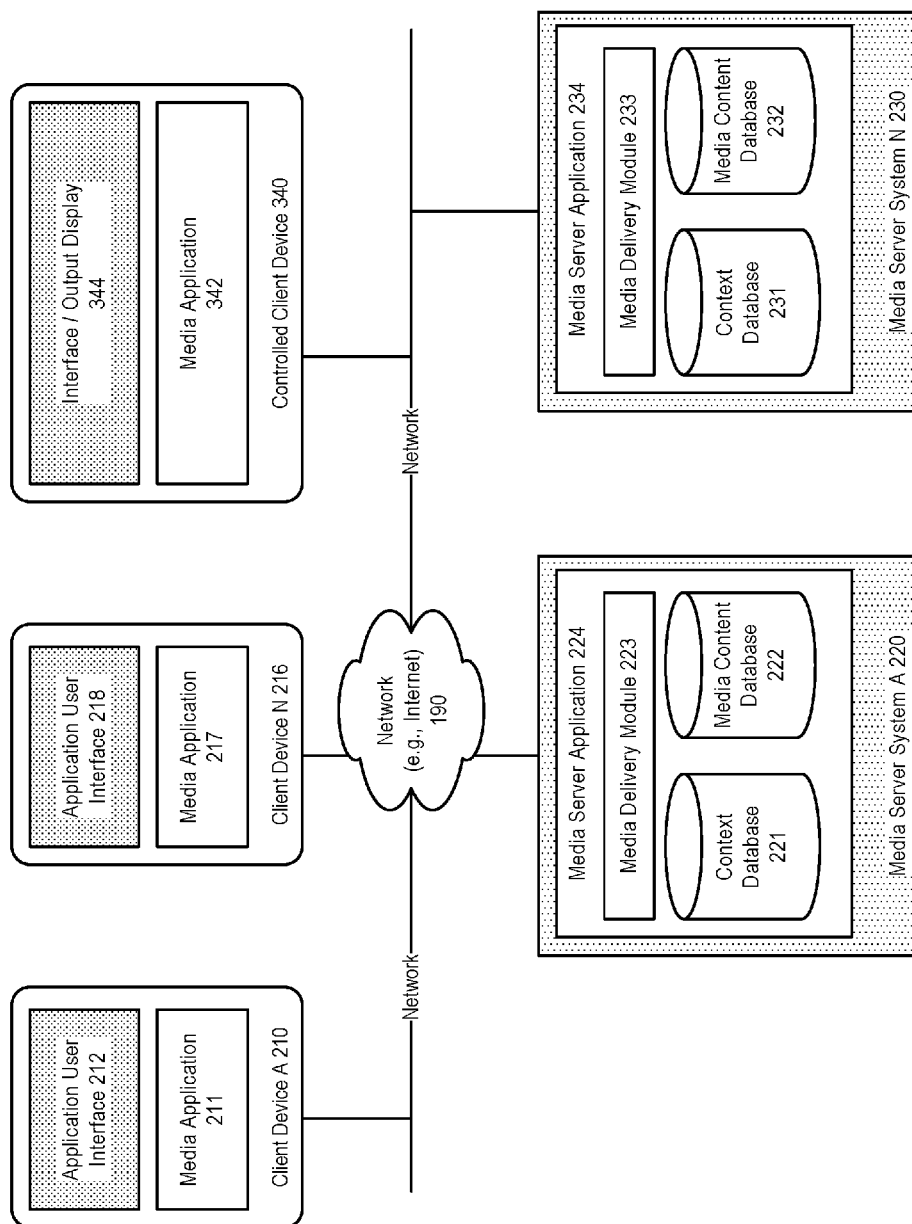 Application User
Interface 212
Media Application
211
Client Device A 210
Application User
Interface 218
Media Application
217
Client Device N 216
Interface / Output Display
344
Media Application
342
Controlled Client Device 340
Network
Network
(e.g., Internet)
190
Network
Media Server Application 224
Media Delivery Module 223
Context
Database
221
Media Content
Database
222
Media Server System A 220
Media Server Application 234
Media Delivery Module 233
Context
Database
231
Media Content
Database
232
Media Server System N 230